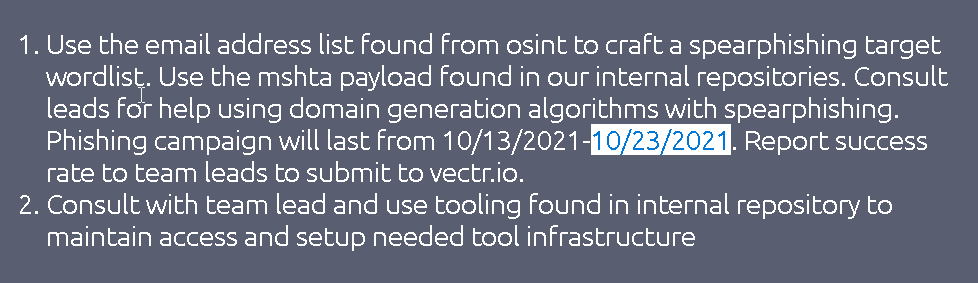 1. Use the email address list found from osint to craft a spearphishing target
wordlist. Use the mshta payload found in our internal repositories. Consult
leads for help using domain generation algorithms with spearphishing.
Phishing campaign will last from 10/13/2021-10/23/2021. Report success
rate to team leads to submit to vectr.io.
2. Consult with team lead and use tooling found in internal repository to
maintain access and setup needed tool infrastructure